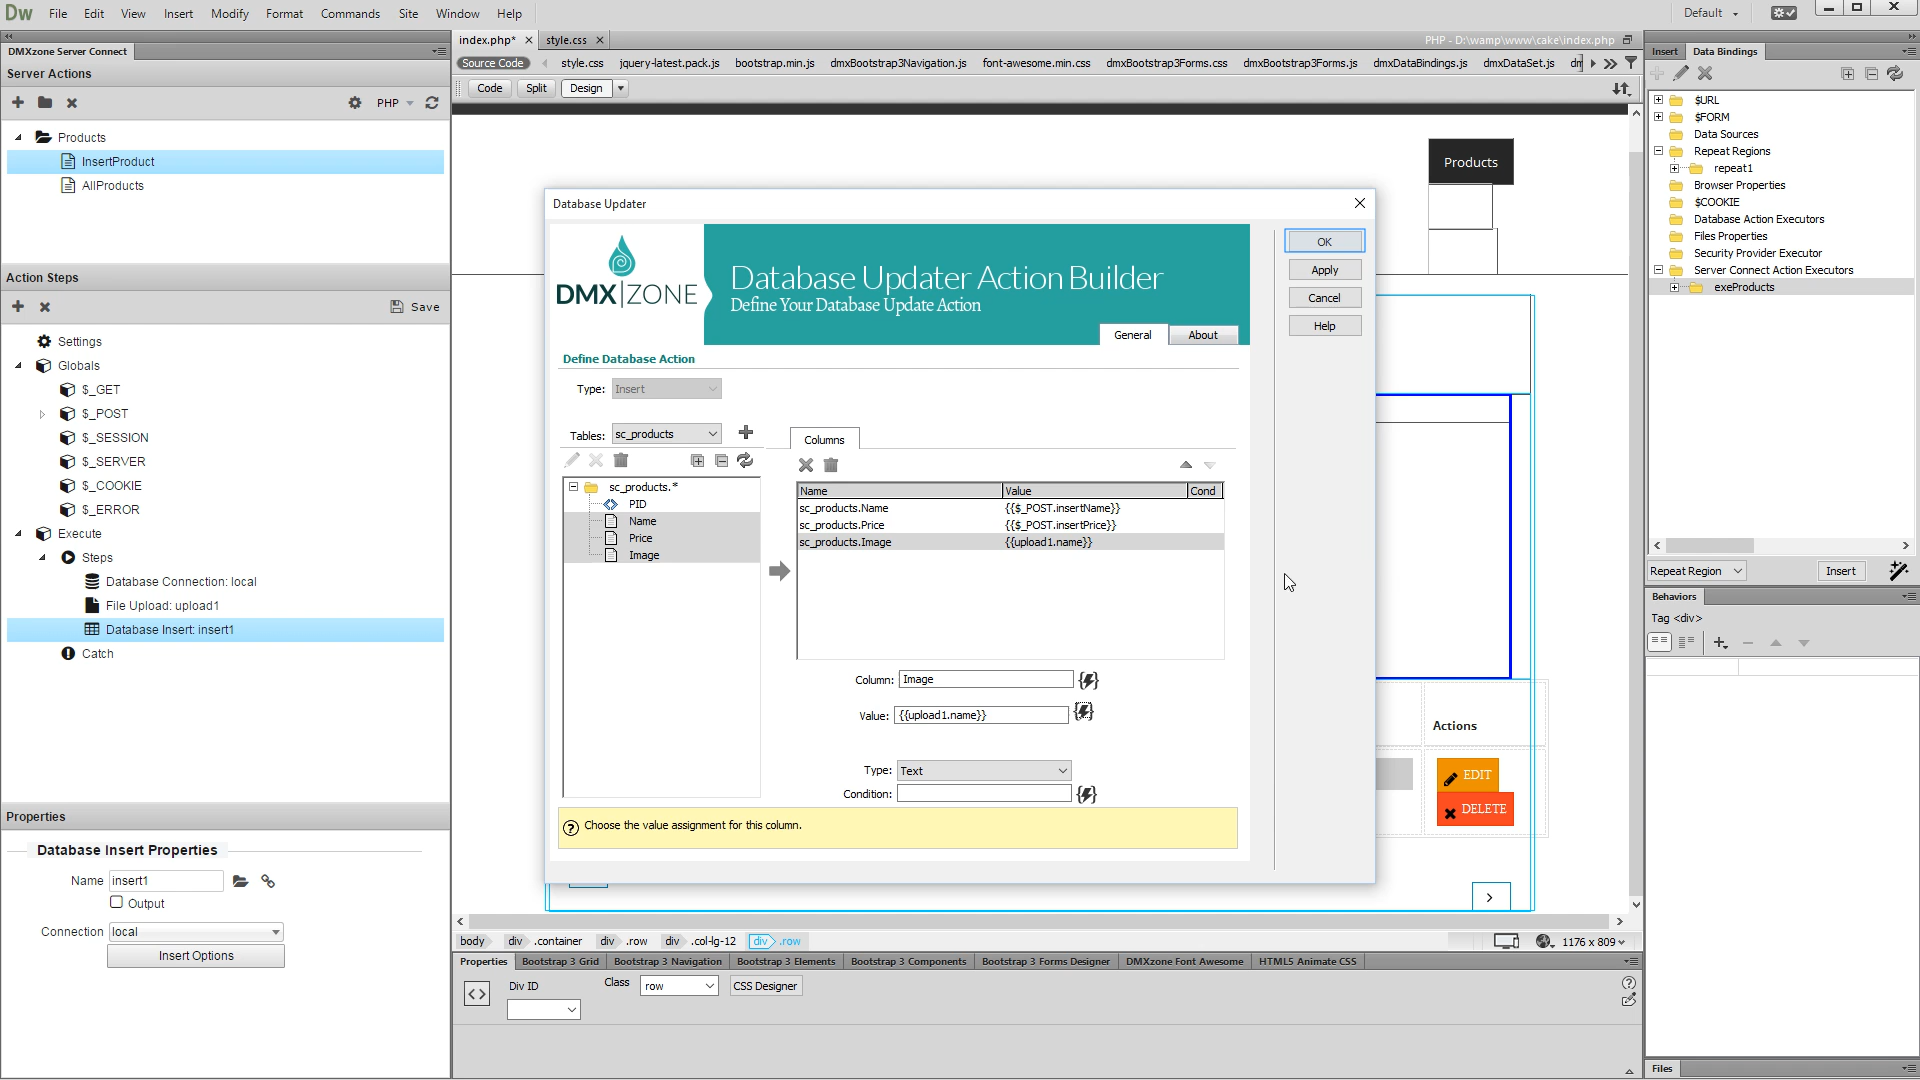 Dw File Edit View Insert Modify Format Commands Site Window Help
Default
DMXzone Server Connect
index.php* style.css
PHP - D:\wamp\www\cake\index.php
Insert Data Bindings
Server Actions
Source Code style.css jquery-latest.pack.js bootstrap.min.js dmxBootstrap3Navigation.js font-awesome.min.css dmxBootstrap3Forms.css dmxBootstrap3Forms.js dmxDataBindings.js dmxDataSet.js
Code Split Design
PHP
Products
InsertProduct
AllProducts
Action Steps
Save
Settings
Globals
$_GET
$_POST
$_SESSION
$_SERVER
$_COOKIE
$_ERROR
Execute
Steps
Database Connection: local
File Upload: upload1
Database Insert: insert1
Catch
Properties
Database Insert Properties
Name insert1
Output
Connection local
Insert Options
Products
Database Updater
DMX|ZONE
Database Updater Action Builder
Define Your Database Update Action
General About
OK
Apply
Cancel
Help
Define Database Action
Type: Insert
Tables: sc_products
Columns
sc_products.*
PID
Name
Price
Image
Name Value Cond
sc_products.Name {{$_POST.insertName}}
sc_products.Price {{$_POST.insertPrice}}
sc_products.Image {{upload1.name}}
Column: Image
Value: {{upload1.name}}
Type: Text
Condition:
Choose the value assignment for this column.
Actions
EDIT
DELETE
body div .container div .row div .col-lg-12 div .row
1176 x 809
Properties Bootstrap 3 Grid Bootstrap 3 Navigation Bootstrap 3 Elements Bootstrap 3 Components Bootstrap 3 Forms Designer DMXzone Font Awesome HTML5 Animate CSS
Div ID Class row CSS Designer
$URL
$FORM
Data Sources
Repeat Regions
repeat1
Browser Properties
$COOKIE
Database Action Executors
Files Properties
Security Provider Executor
Server Connect Action Executors
exeProducts
Repeat Region Insert
Behaviors
Tag <div>
Files